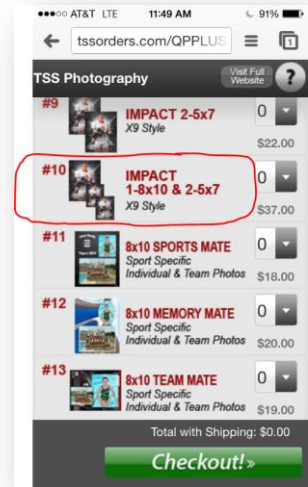 AT&T LTE 11:49 AM 91%
tssorders.com/QPPLUS 1
TSS Photography Visit Full Website ?
#9 IMPACT 2-5x7 0
X9 Style
$22.00
#10 IMPACT 0
1-8x10 & 2-5x7
X9 Style $37.00
#11 8x10 SPORTS MATE 0
Sport Specific
Individual & Team Photos $18.00
#12 8x10 MEMORY MATE 0
Sport Specific
Individual & Team Photos $20.00
#13 8x10 TEAM MATE 0
Sport Specific
Individual & Team Photos $19.00
Total with Shipping: $0.00
Checkout! »